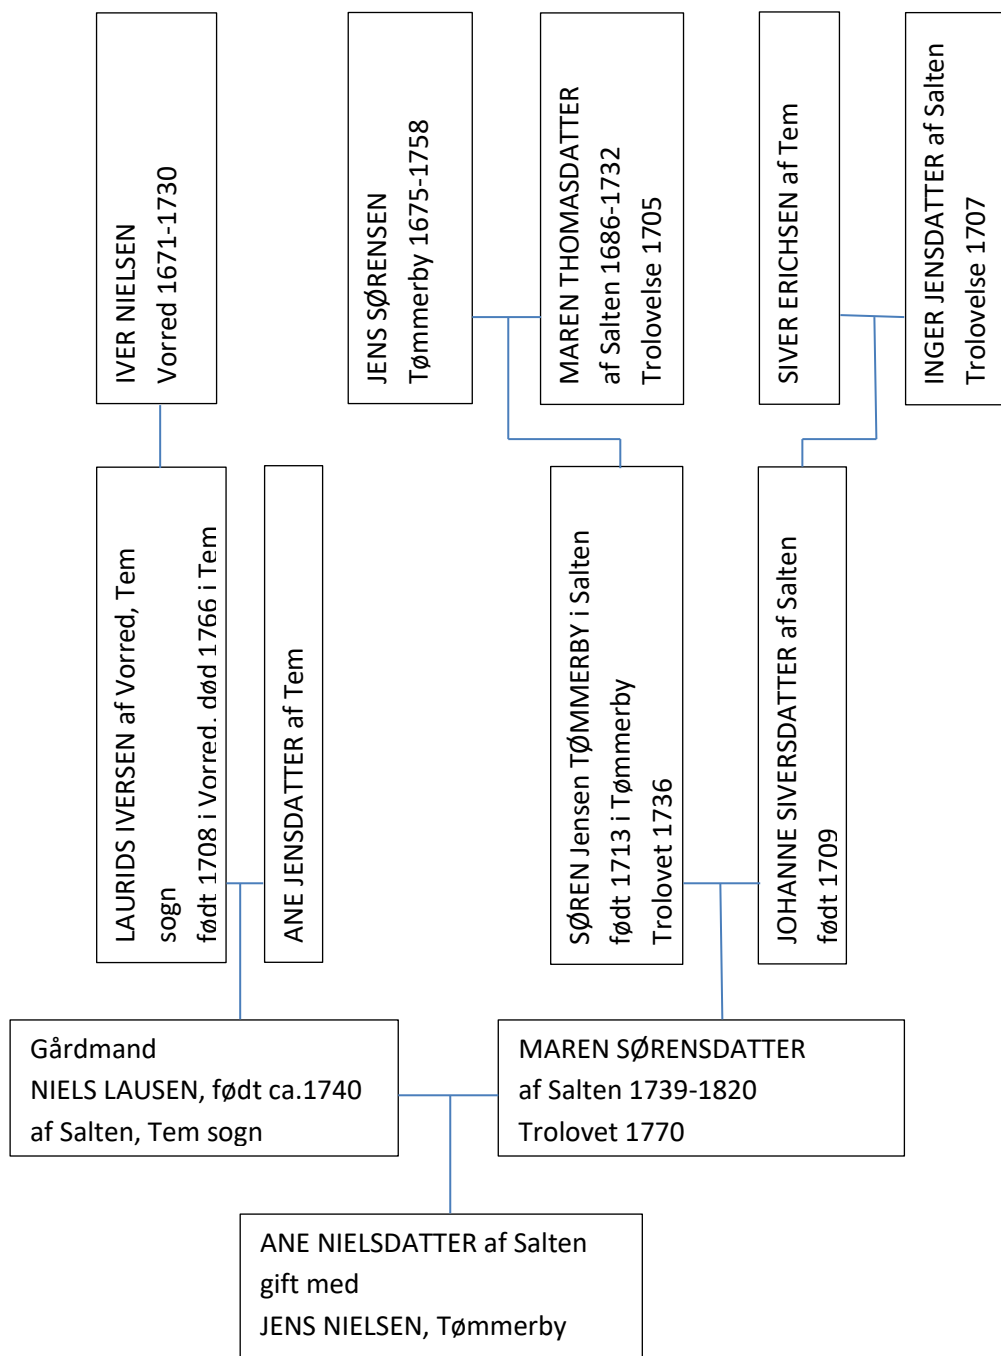 IVER NIELSEN
Vorred 1671-1730
JENS SØRENSEN
Tømmerby 1675-1758
MAREN THOMASDATTER
af Salten 1686-1732
Trolovelse 1705
SIVER ERICHSEN af Tem
INGER JENSDATTER af Salten
Trolovelse 1707
LAURIDS IVERSEN af Vorred, Tem
sogn
født 1708 i Vorred, død 1766 i Tem
ANE JENSDATTER af Tem
SØREN Jensen TØMMERBY i Salten
født 1713 i Tømmerby
Trolovet 1736
JOHANNE SIVERSDATTER af Salten
født 1709
Gårdmand
NIELS LAUSEN, født ca.1740
af Salten, Tem sogn
MAREN SØRENSDATTER
af Salten 1739-1820
Trolovet 1770
ANE NIELSDATTER af Salten
gift med
JENS NIELSEN, Tømmerby